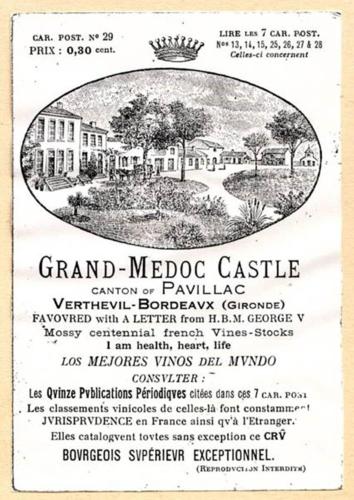 CAR. POST. Nº 29
PRIX : 0,30 cent.
LIRE LES 7 CAR. POST.
Nos 13, 14, 15, 25, 26, 27 & 28
Celles-ci concernent
GRAND-MEDOC CASTLE
CANTON OF PAVILLAC
VERTHEVIL-BORDEAVX (GIRONDE)
FAVOVRED with A LETTER from H.B.M. GEORGE V
Mossy centennial french Vines-Stocks
I am health, heart, life
LOS MEJORES VINOS DEL MVNDO
CONSVLTER :
Les Qvinze Pvblications Périodiqves citées dans ces 7 CAR. POST
Les classements vinicoles de celles-là font constamment
JVRISPRVDENCE en France ainsi qv'à l'Etranger.
Elles catalogvent tovtes sans exception ce CRV
BOVRGEOIS SVPÉRIEVR EXCEPTIONNEL.
(REPRODVCTION INTERDITE)